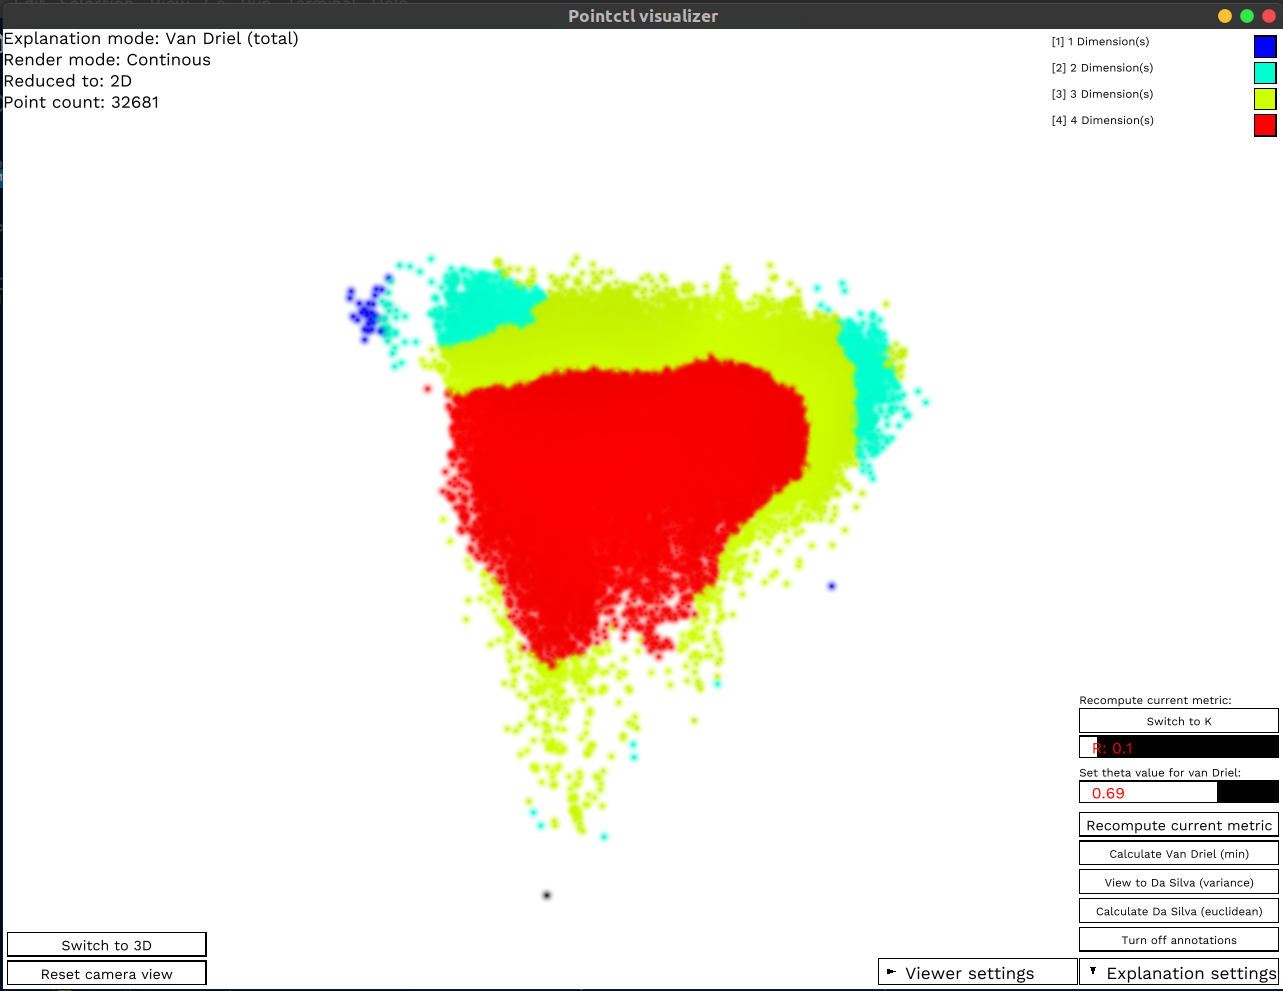 Pointctl visualizer
Explanation mode: Van Driel (total)
Render mode: Continous
Reduced to: 2D
Point count: 32681
[1] 1 Dimension(s)
[2] 2 Dimension(s)
[3] 3 Dimension(s)
[4] 4 Dimension(s)
Recompute current metric:
Switch to K
R: 0.1
Set theta value for van Driel:
0.69
Recompute current metric
Calculate Van Driel (min)
View to Da Silva (variance)
Calculate Da Silva (euclidean)
Turn off annotations
Switch to 3D
Reset camera view
Viewer settings
Explanation settings